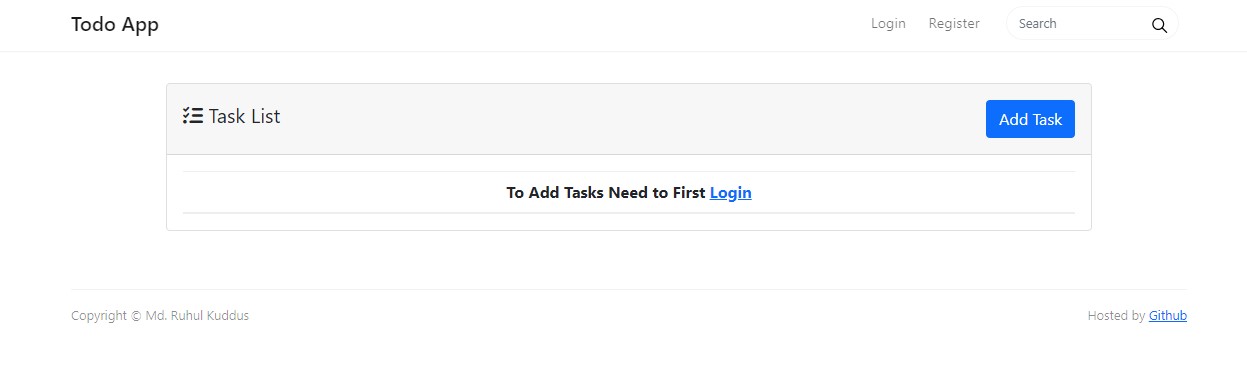 Todo App
Login
Register
Search
Task List
Add Task
To Add Tasks Need to First Login
Copyright © Md. Ruhul Kuddus
Hosted by Github